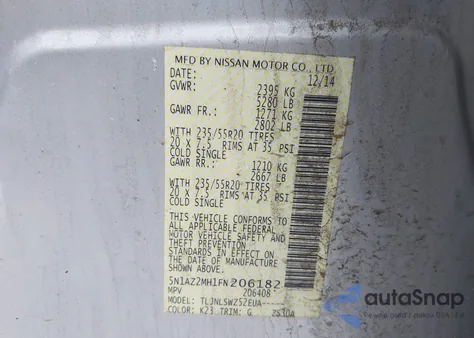 MFD BY NISSAN MOTOR CO., LTD
DATE: 12/14
GVWR: 2395 KG
5280 LB
GAWR FR.: 1271 KG
2802 LB
WITH 235/55R20 TIRES
20 x 7.5 RIMS AT 35 PSI
COLD SINGLE
GAWR RR.: 1210 KG
2667 LB
WITH 235/55R20 TIRES
20 x 7.5 RIMS AT 35 PSI
COLD SINGLE
THIS VEHICLE CONFORMS TO
ALL APPLICABLE FEDERAL
MOTOR VEHICLE SAFETY AND
THEFT PREVENTION
STANDARDS IN EFFECT ON
THE DATE OF MANUFACTURE
SHOWN ABOVE.
5N1AZ2MH1FN206182
MPV 206408
MODEL: TLJNLSWZ52EUA
COLOR: K23 TRIM: G
autoSnap